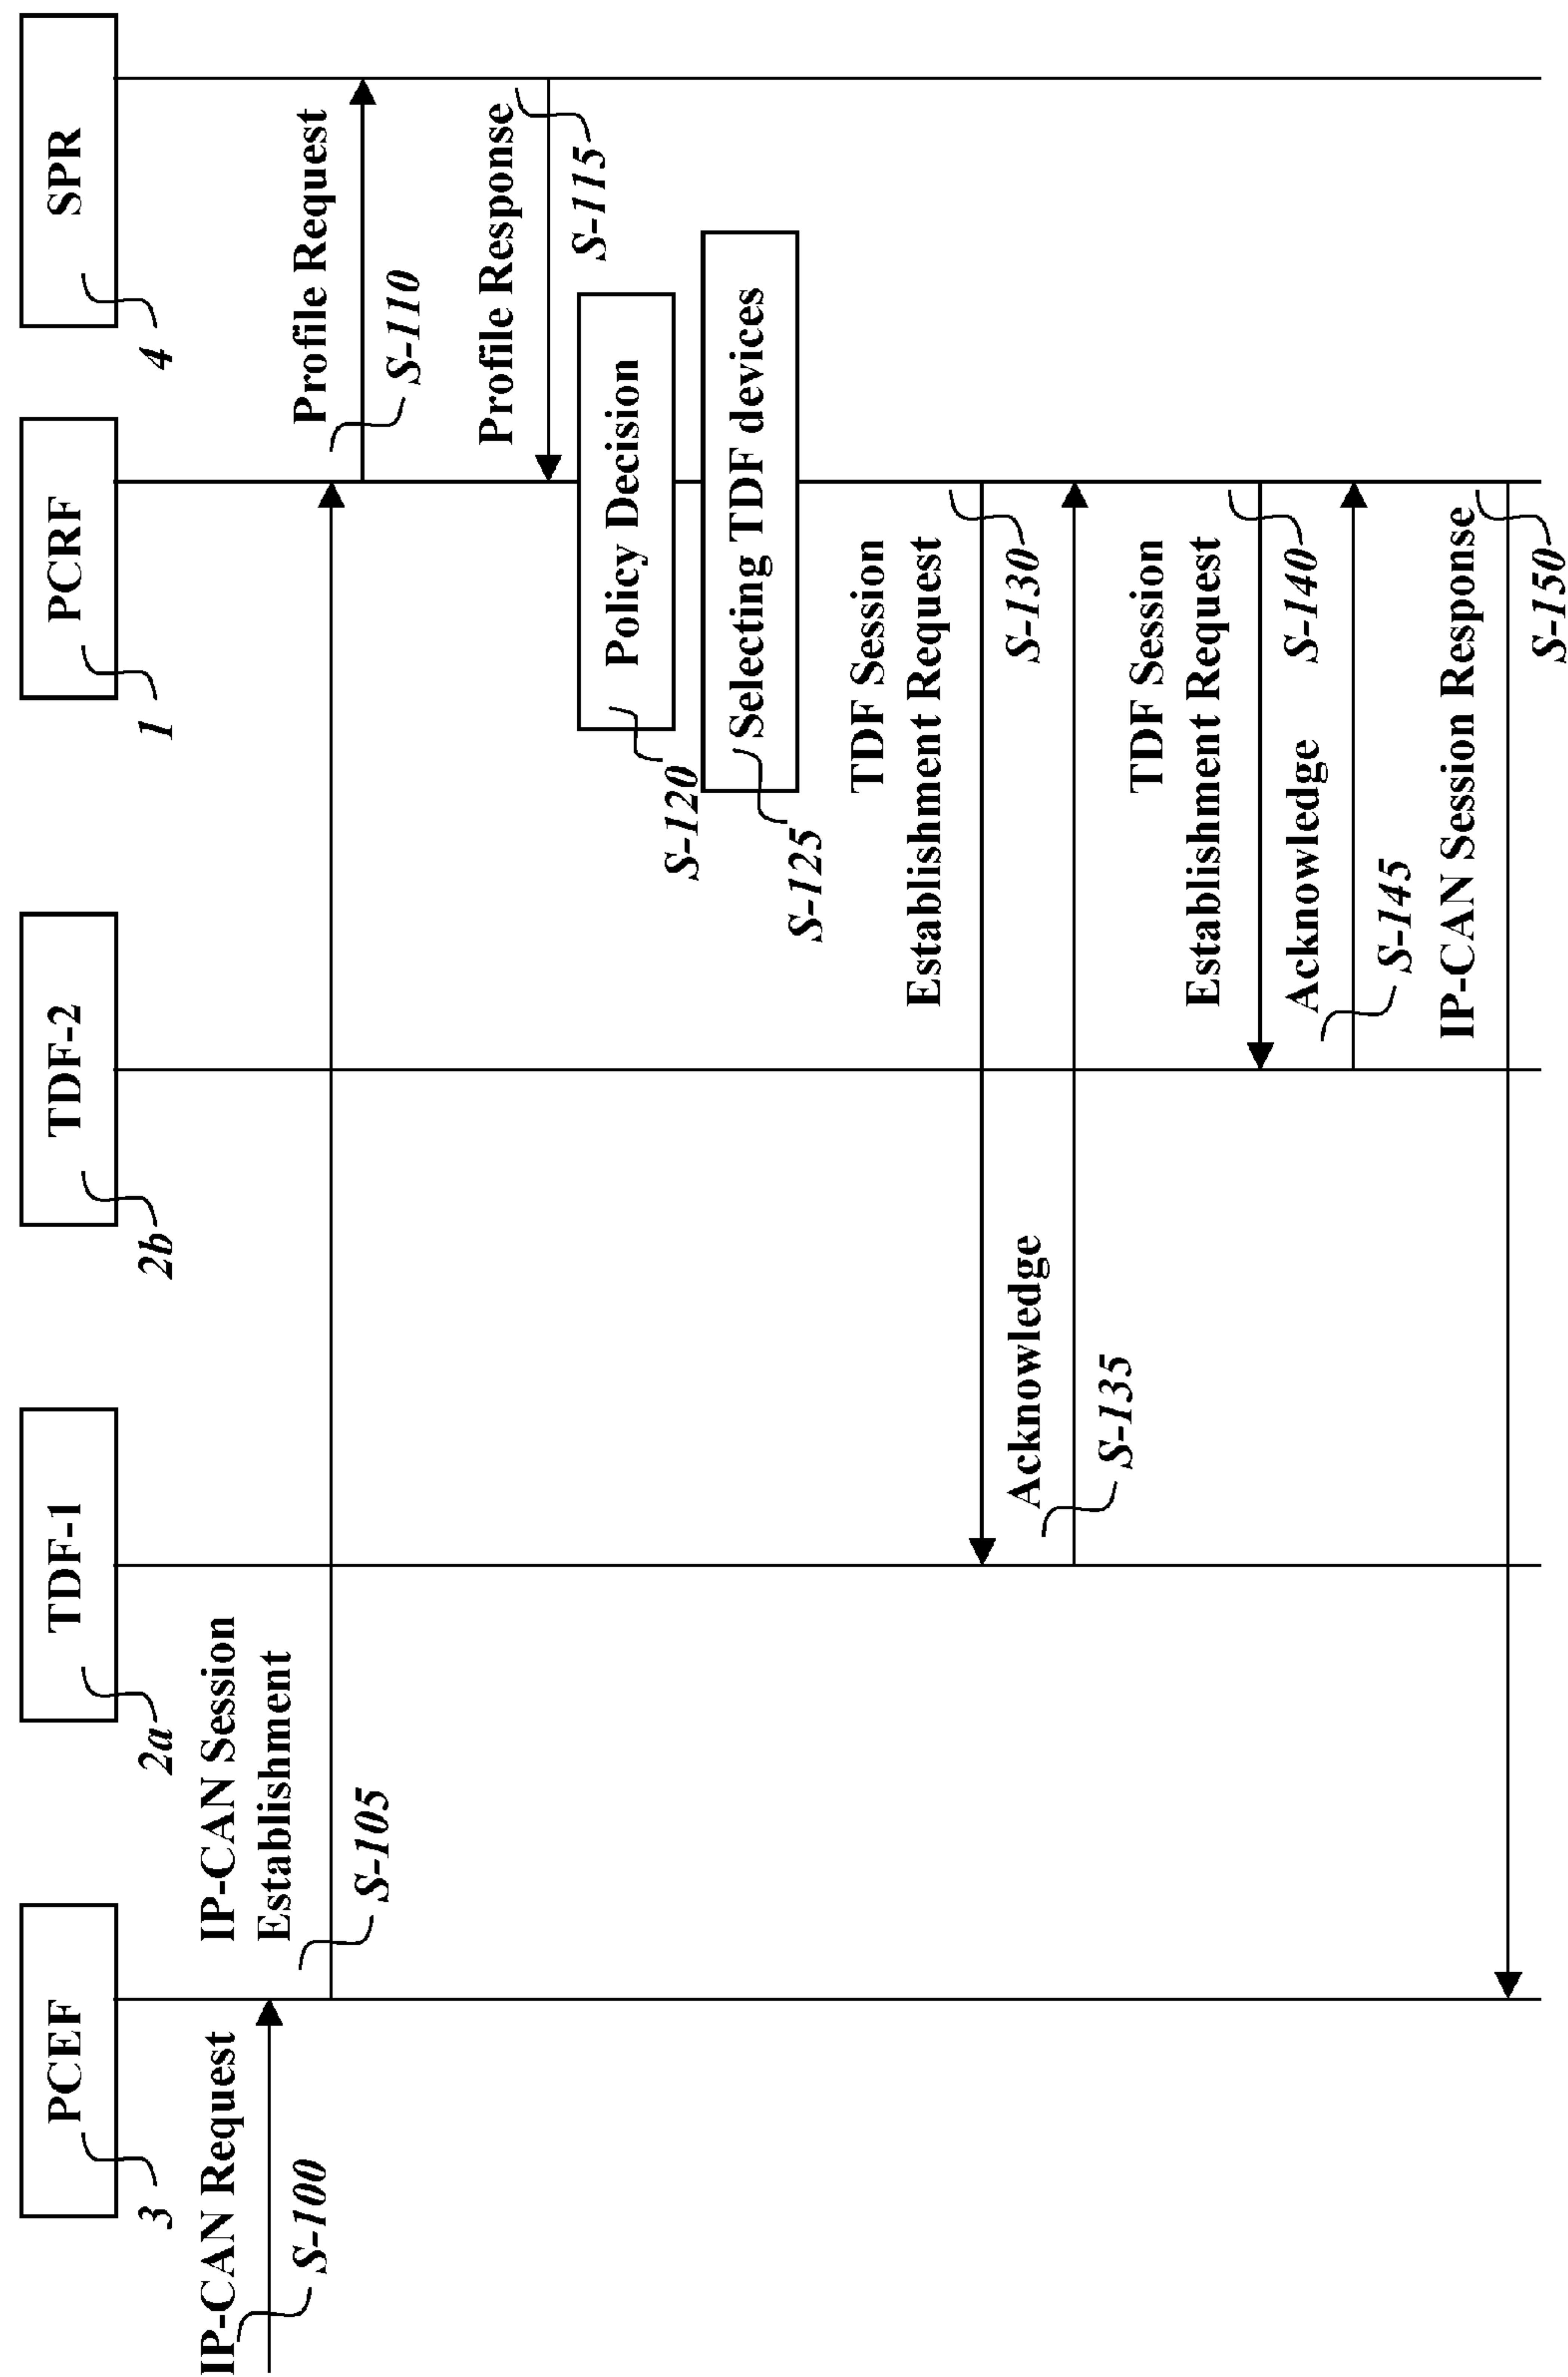 PCEF
TDF-1
TDF-2
PCRF
SPR
3
2a
2b
1
4
IP-CAN Request
S-100
IP-CAN Session
Establishment
S-105
Profile Request
S-110
Profile Response
S-115
Policy Decision
S-120
Selecting TDF devices
S-125
TDF Session
Establishment Request
S-130
Acknowledge
S-135
TDF Session
Establishment Request
S-140
Acknowledge
S-145
IP-CAN Session Response
S-150